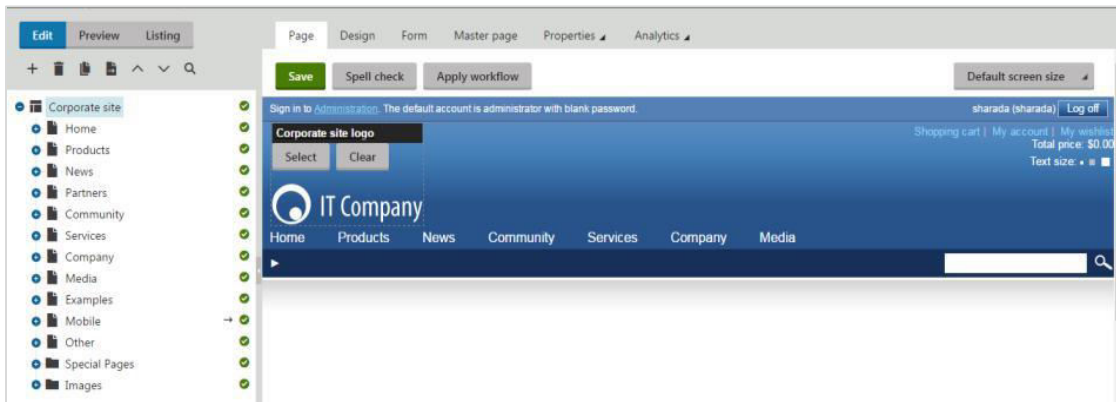 Edit Preview Listing
Page Design Form Master page Properties Analytics
Save Spell check Apply workflow Default screen size
Corporate site
Home
Products
News
Partners
Community
Services
Company
Media
Examples
Mobile
Other
Special Pages
Images
Sign in to Administration. The default account is administrator with blank password. sharada (sharada) Log off
Corporate site logo
Select Clear
Shopping cart | My account | My wishlist
Total price: $0.00
Text size:
IT Company
Home Products News Community Services Company Media